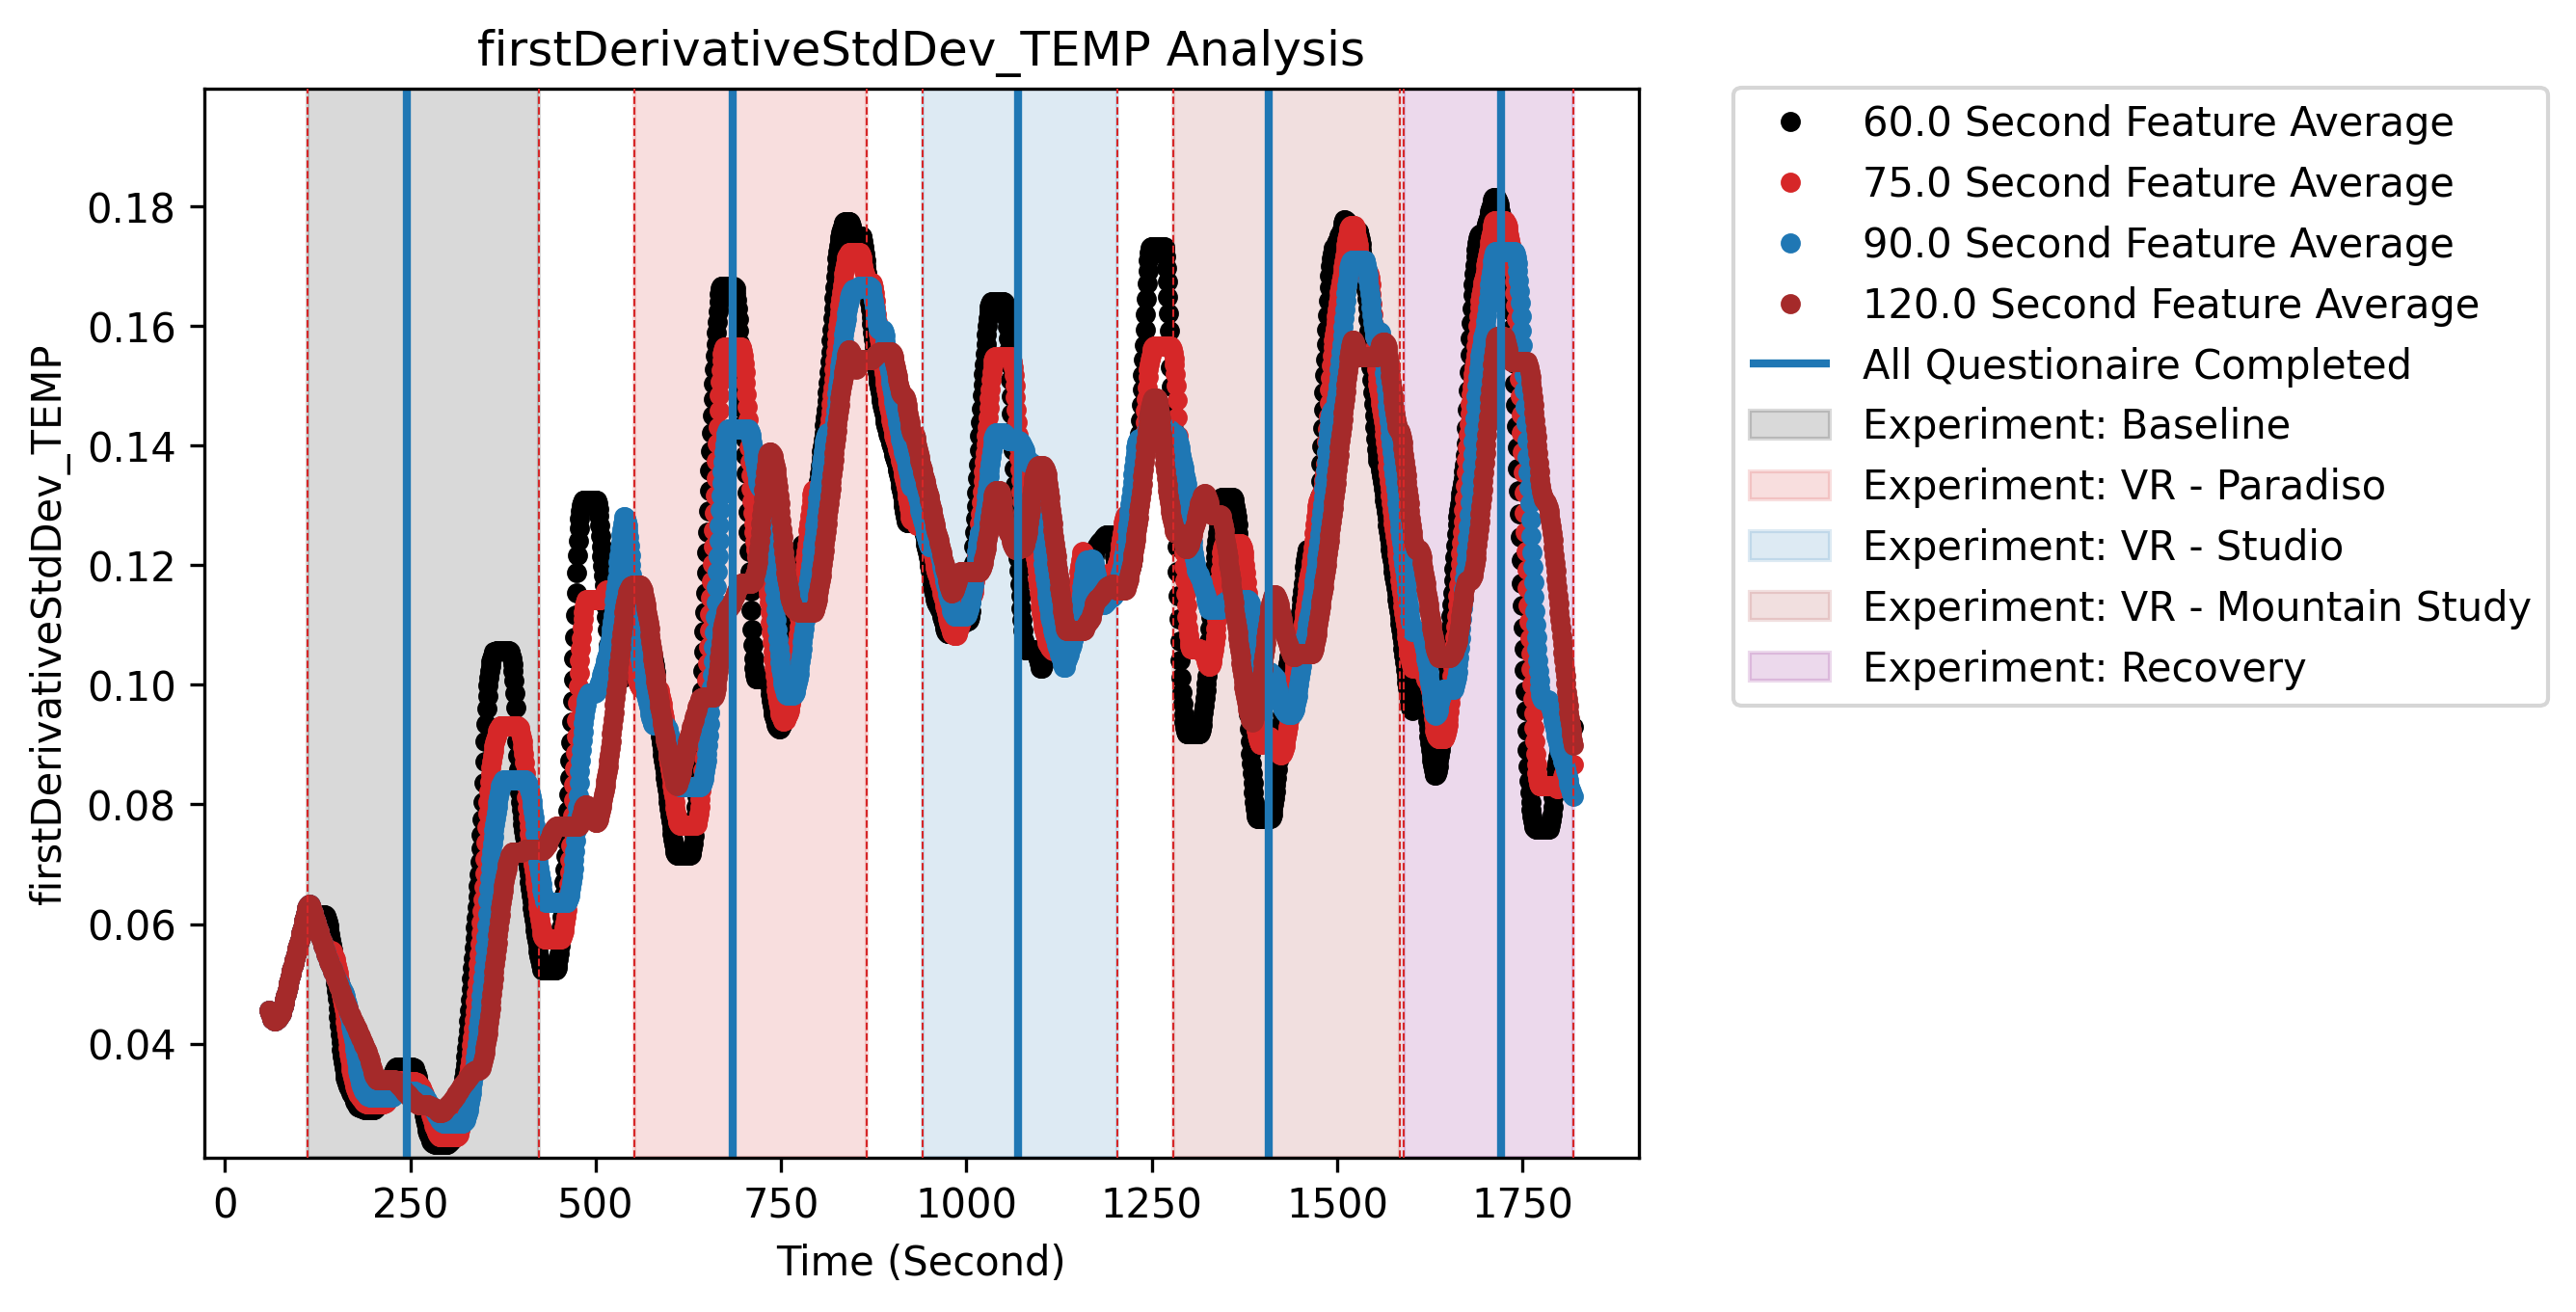 firstDerivativeStdDev_TEMP Analysis
firstDerivativeStdDev_TEMP
0.18
0.16
0.14
0.12
0.10
0.08
0.06
0.04
0
250
500
750
1000
1250
1500
1750
Time (Second)
60.0 Second Feature Average
75.0 Second Feature Average
90.0 Second Feature Average
120.0 Second Feature Average
All Questionaire Completed
Experiment: Baseline
Experiment: VR - Paradiso
Experiment: VR - Studio
Experiment: VR - Mountain Study
Experiment: Recovery